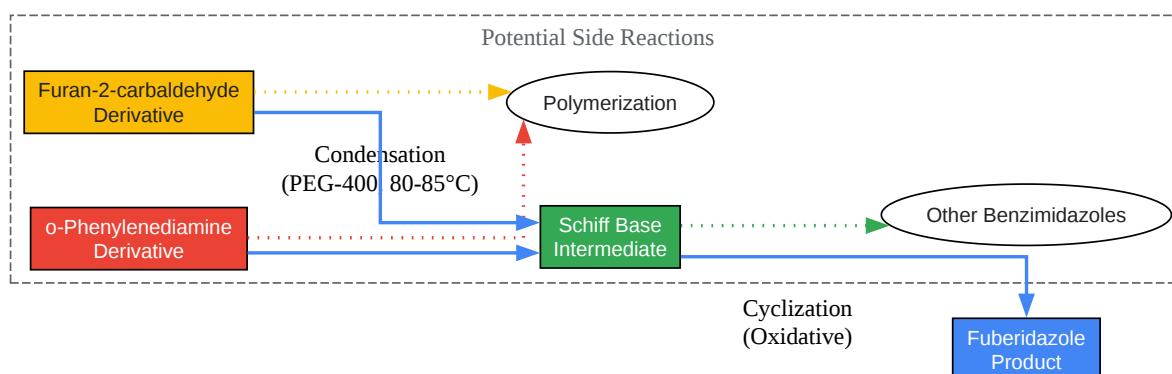 Potential Side Reactions
Furan-2-carbaldehyde
Derivative
Polymerization
Condensation
(PEG-400, 80-85°C)
o-Phenylenediamine
Derivative
Schiff Base
Intermediate
Other Benzimidazoles
Cyclization
(Oxidative)
Fuberidazole
Product